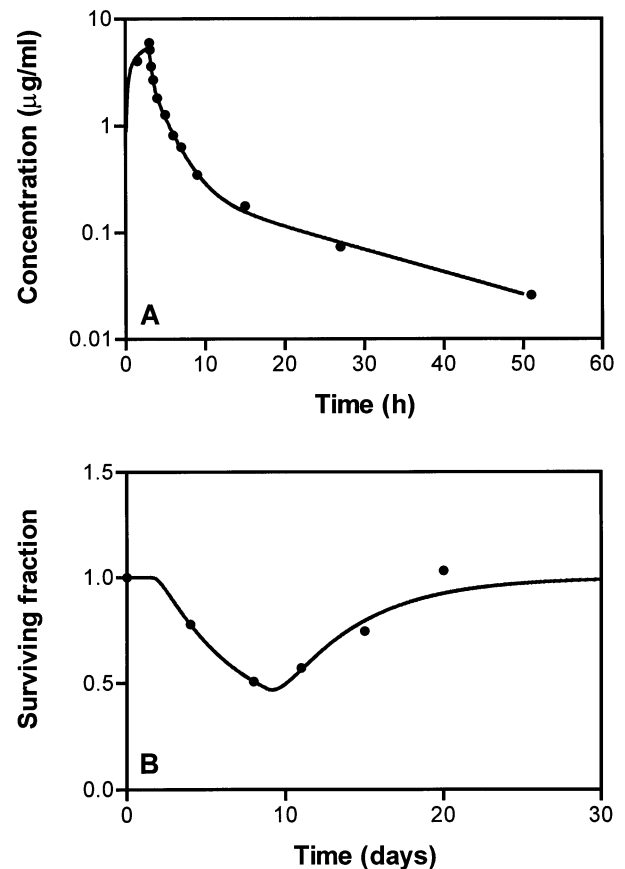 10
1
0.1
0.01
Concentration (µg/ml)
A
0 10 20 30 40 50 60
Time (h)
1.5
1.0
0.5
0.0
Surviving fraction
B
0 10 20 30
Time (days)